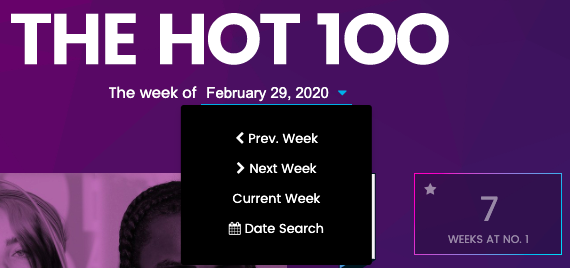 THE HOT 100
The week of February 29, 2020
Prev. Week
Next Week
Current Week
Date Search
7
WEEKS AT NO. 1